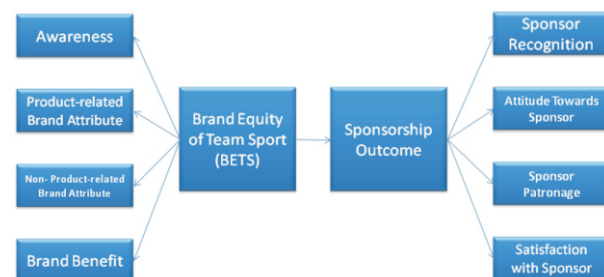 Awareness
Product-related
Brand Attribute
Non- Product-related
Brand Attribute
Brand Benefit
Brand Equity
of Team Sport
(BETS)
Sponsorship
Outcome
Sponsor
Recognition
Attitude Towards
Sponsor
Sponsor
Patronage
Satisfaction
with Sponsor